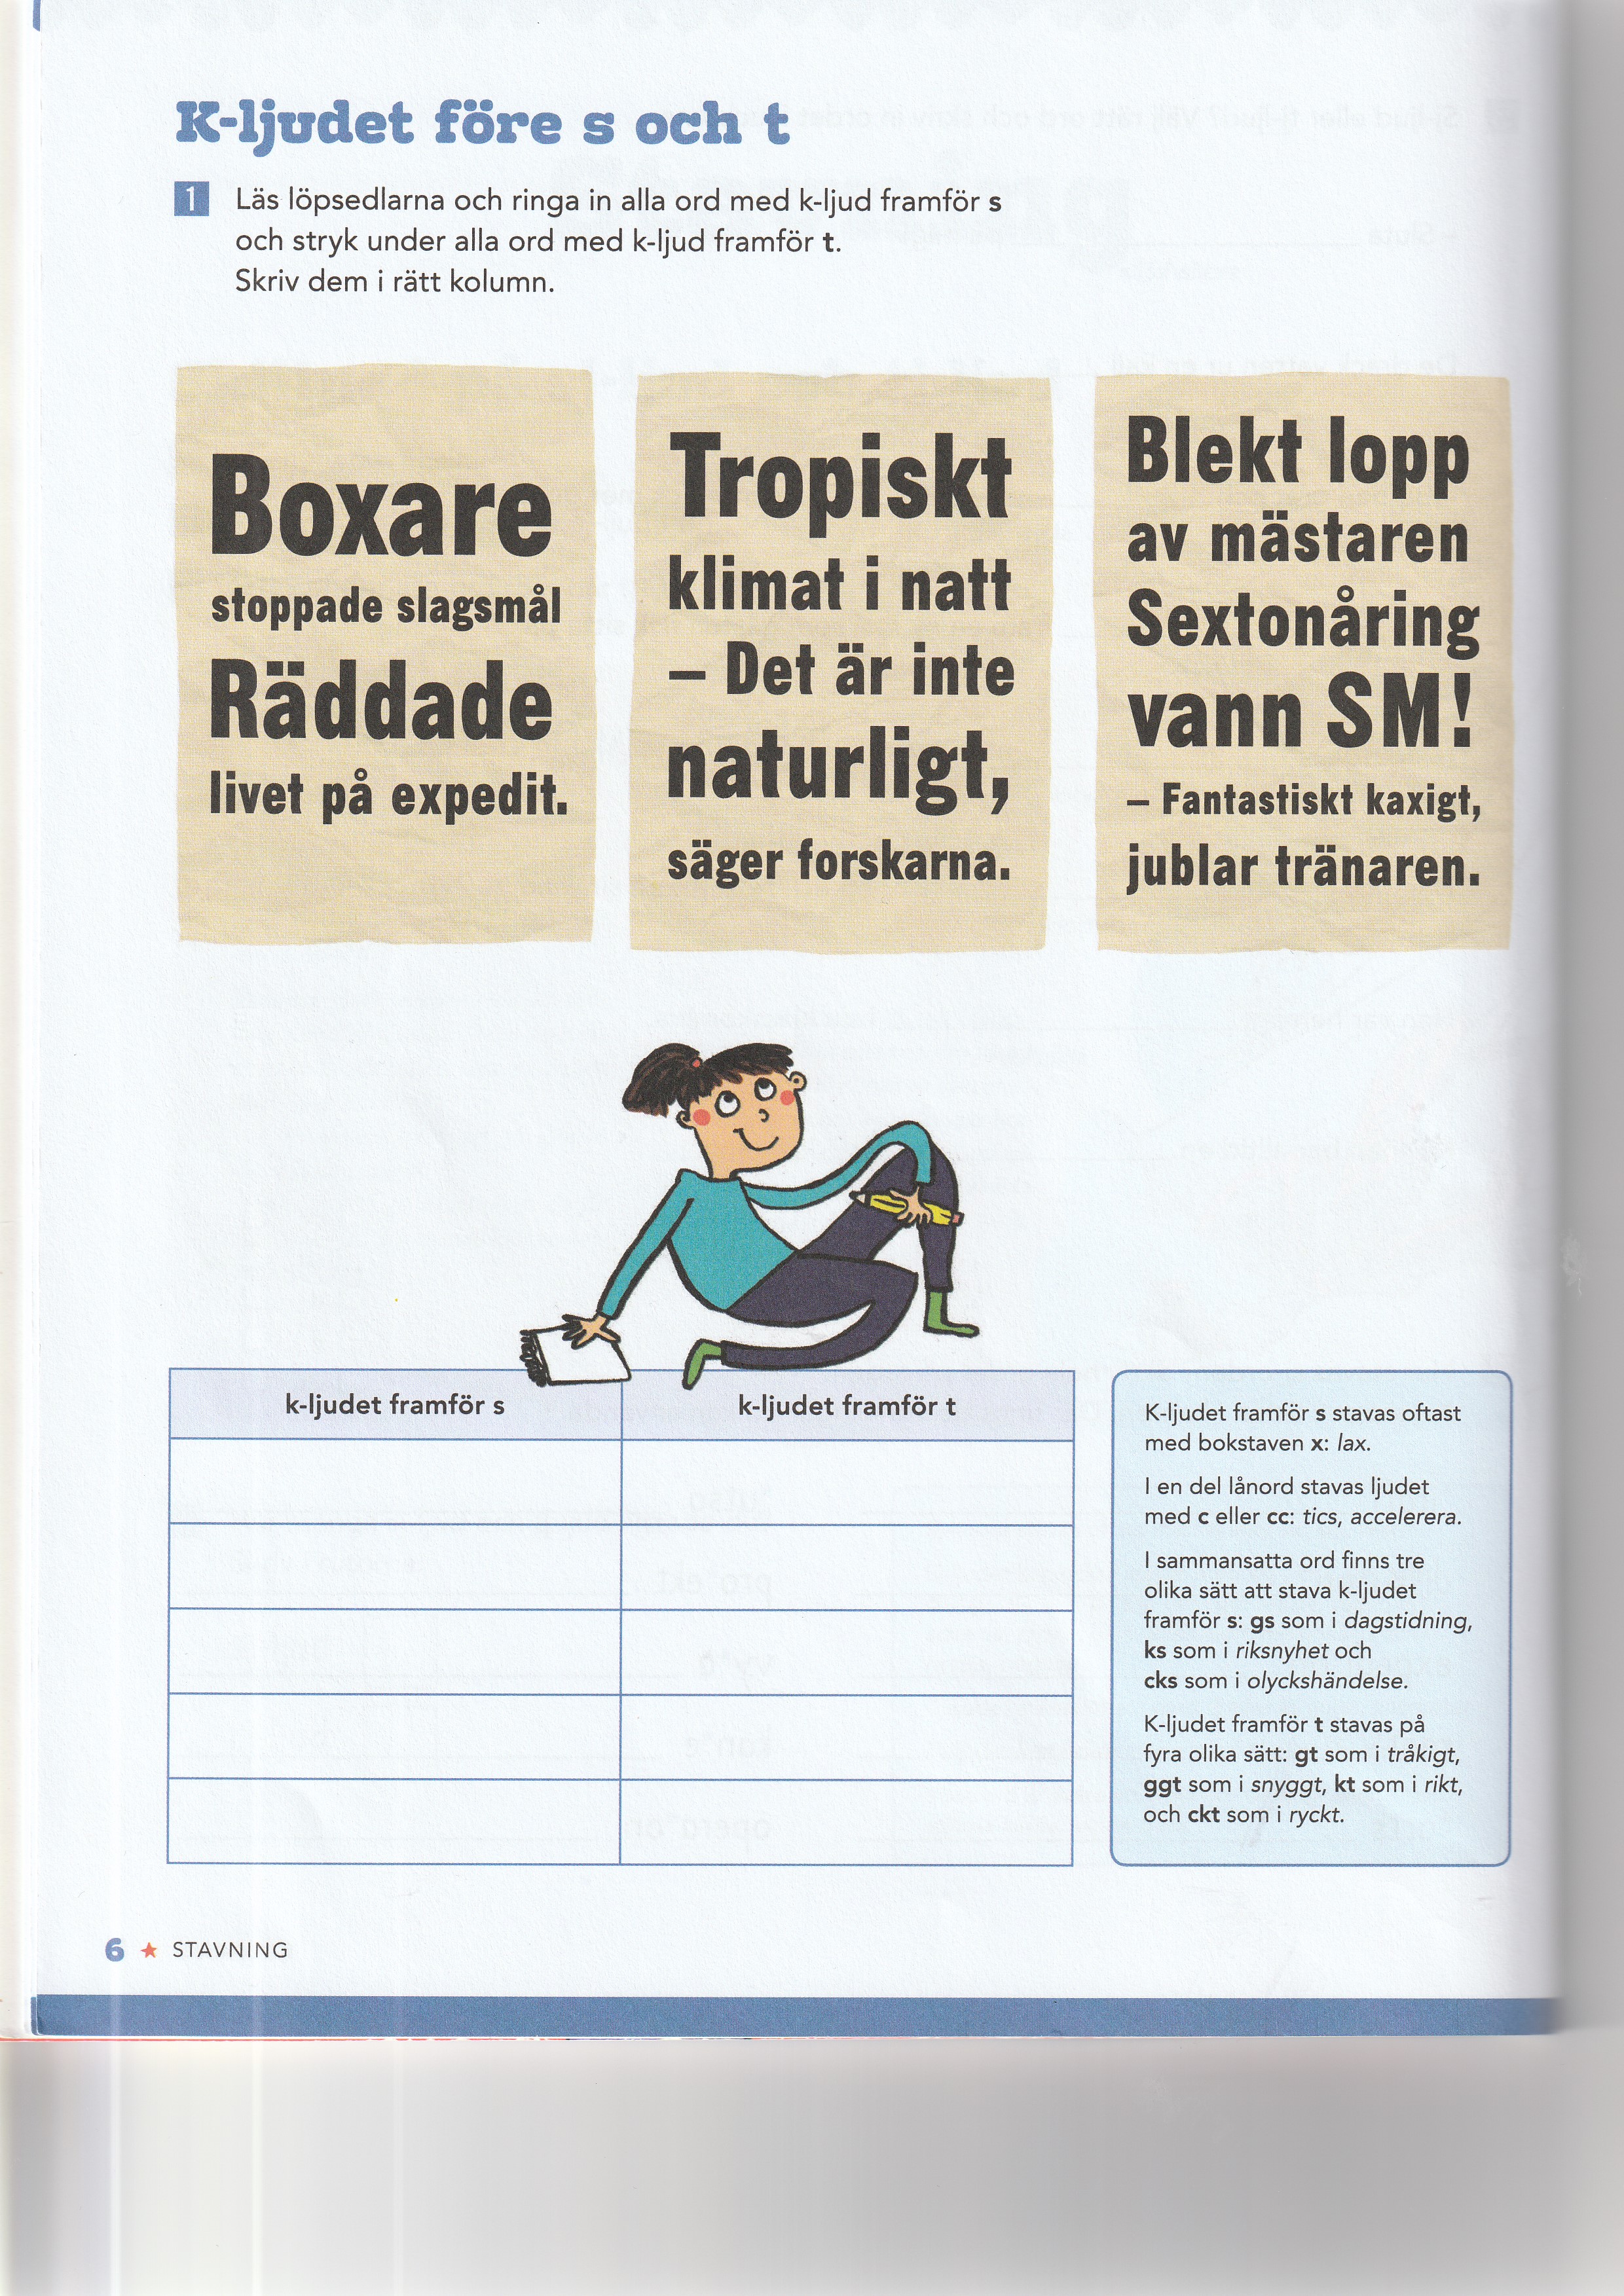 K-ljudet före s och t
1 Läs löpsedlarna och ringa in alla ord med k-ljud framför s
och stryk under alla ord med k-ljud framför t.
Skriv dem i rätt kolumn.
Boxare
stoppade slagsmål
Räddade
livet på expedit.
Tropiskt
klimat i natt
– Det är inte
naturligt,
säger forskarna.
Blekt lopp
av mästaren
Sextonåring
vann SM!
– Fantastiskt kaxigt,
jublar tränaren.
k-ljudet framför s
k-ljudet framför t
K-ljudet framför s stavas oftast
med bokstaven x: lax.
I en del lånord stavas ljudet
med c eller cc: tics, accelerera.
I sammansatta ord finns tre
olika sätt att stava k-ljudet
framför s: gs som i dagstidning,
ks som i riksnyhet och
cks som i olyckshändelse.
K-ljudet framför t stavas på
fyra olika sätt: gt som i tråkigt,
ggt som i snyggt, kt som i rikt,
och ckt som i ryckt.
6 ★ STAVNING